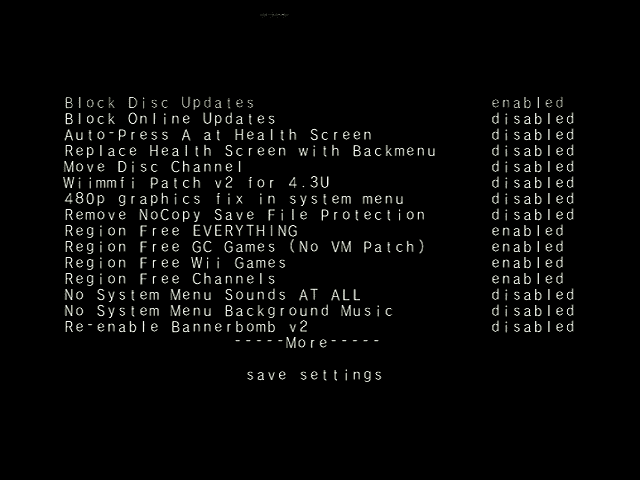 Block Disc Updates enabled
Block Online Updates disabled
Auto-Press A at Health Screen disabled
Replace Health Screen with Backmenu disabled
Move Disc Channel disabled
Wiimmfi Patch v2 for 4.3U disabled
480p graphics fix in system menu disabled
Remove NoCopy Save File Protection disabled
Region Free EVERYTHING enabled
Region Free GC Games (No VM Patch) enabled
Region Free Wii Games enabled
Region Free Channels enabled
No System Menu Sounds AT ALL disabled
No System Menu Background Music disabled
Re-enable Bannerbomb v2 disabled
-----More-----
save settings